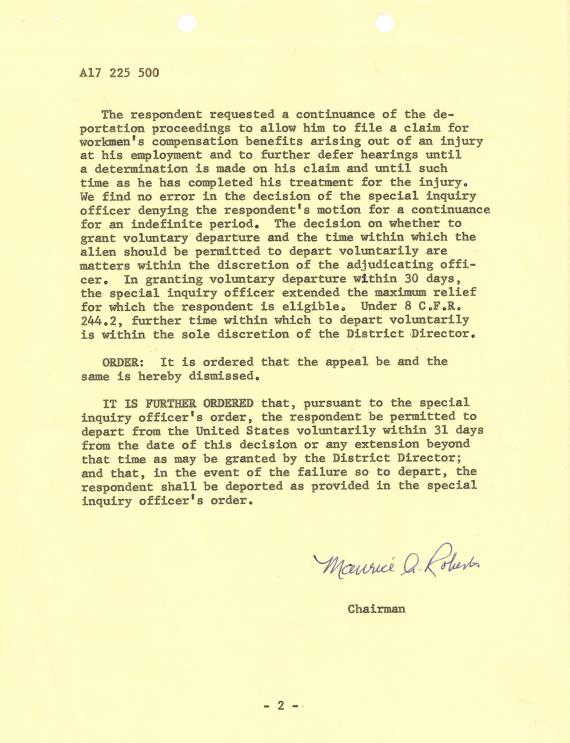 A17 225 500
The respondent requested a continuance of the de-
portation proceedings to allow him to file a claim for
workmen's compensation benefits arising out of an injury
at his employment and to further defer hearings until
a determination is made on his claim and until such
time as he has completed his treatment for the injury.
We find no error in the decision of the special inquiry
officer denying the respondent's motion for a continuance
for an indefinite period. The decision on whether to
grant voluntary departure and the time within which the
alien should be permitted to depart voluntarily are
matters within the discretion of the adjudicating offi-
cer. In granting voluntary departure within 30 days,
the special inquiry officer extended the maximum relief
for which the respondent is eligible. Under 8 C.F.R.
244.2, further time within which to depart voluntarily
is within the sole discretion of the District Director.
ORDER: It is ordered that the appeal be and the
same is hereby dismissed.
IT IS FURTHER ORDERED that, pursuant to the special
inquiry officer's order, the respondent be permitted to
depart from the United States voluntarily within 31 days
from the date of this decision or any extension beyond
that time as may be granted by the District Director;
and that, in the event of the failure so to depart, the
respondent shall be deported as provided in the special
inquiry officer's order.
Maurice A. Roberts
Chairman
- 2 -